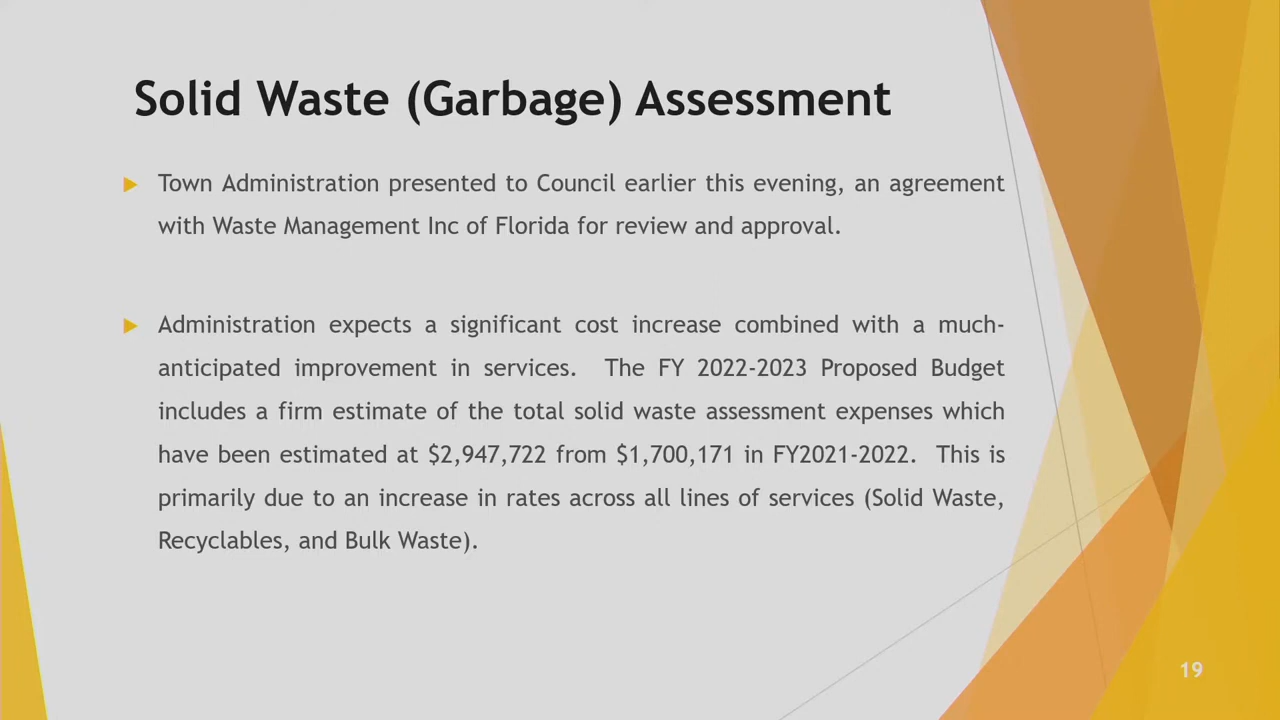 Solid Waste (Garbage) Assessment
Town Administration presented to Council earlier this evening, an agreement
with Waste Management Inc of Florida for review and approval.
Administration expects a significant cost increase combined with a much-
anticipated improvement in services. The FY 2022-2023 Proposed Budget
includes a firm estimate of the total solid waste assessment expenses which
have been estimated at $2,947,722 from $1,700,171 in FY2021-2022. This is
primarily due to an increase in rates across all lines of services (Solid Waste,
Recyclables, and Bulk Waste).
19